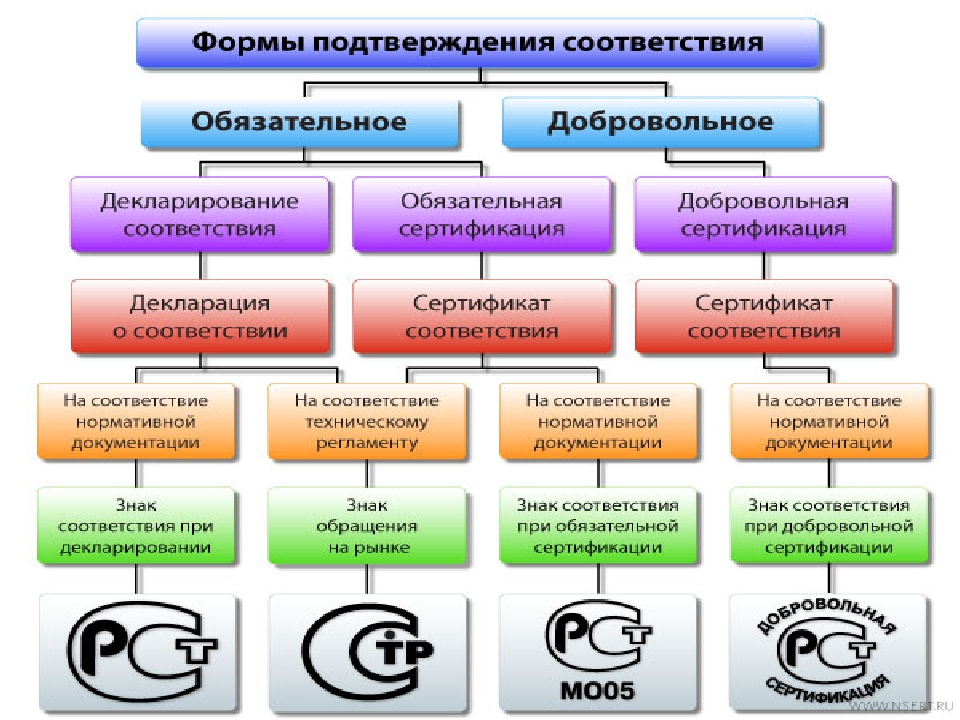 Формы подтверждения соответствия
Обязательное
Добровольное
Декларирование
соответствия
Обязательная
сертификация
Добровольная
сертификация
Декларация
о соответствии
Сертификат
соответствия
Сертификат
соответствия
На соответствие
нормативной
документации
На соответствие
техническому
регламенту
На соответствие
нормативной
документации
На соответствие
нормативной
документации
Знак
соответствия при
декларировании
Знак
обращения
на рынке
Знак соответствия
при обязательной
сертификации
Знак соответствия
при добровольной
сертификации
РСт
Стр
РСт
МО05
ДОБРОВОЛЬНАЯ
РСт
СЕРТИФИКАЦИЯ
WWW.NSERT.RU